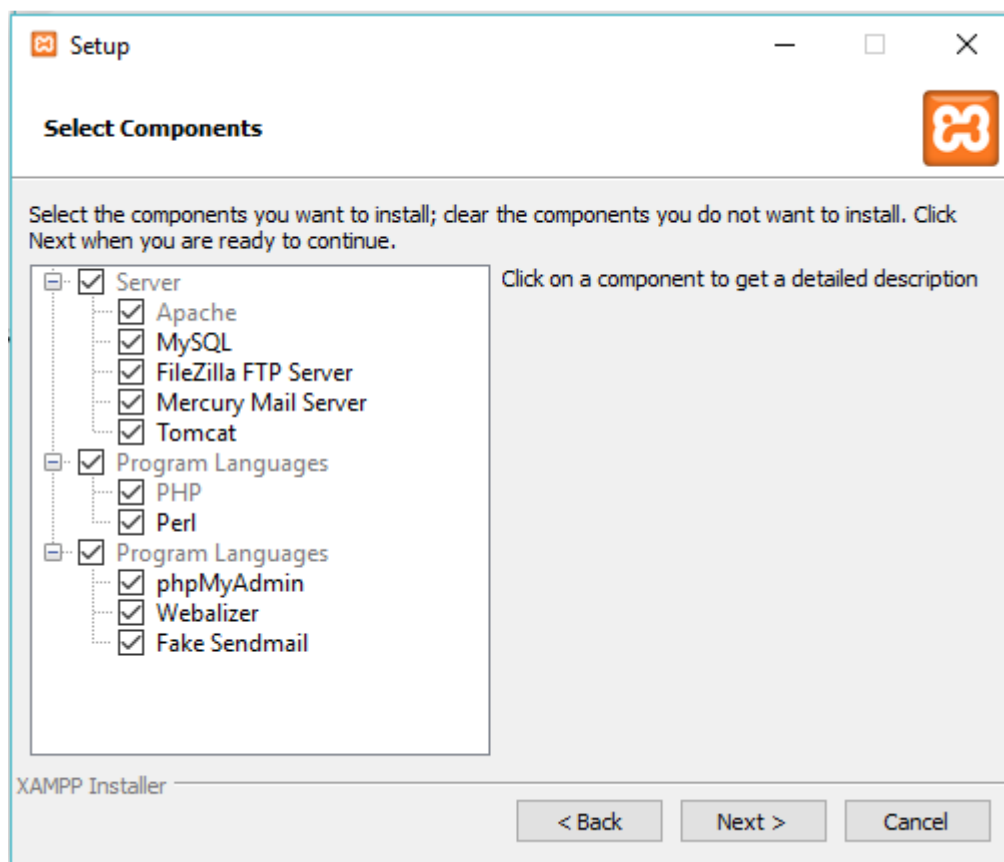 Setup
Select Components
Select the components you want to install; clear the components you do not want to install. Click
Next when you are ready to continue.
Server
Click on a component to get a detailed description
Apache
MySQL
FileZilla FTP Server
Mercury Mail Server
Tomcat
Program Languages
PHP
Perl
Program Languages
phpMyAdmin
Webalizer
Fake Sendmail
XAMPP Installer
< Back
Next >
Cancel